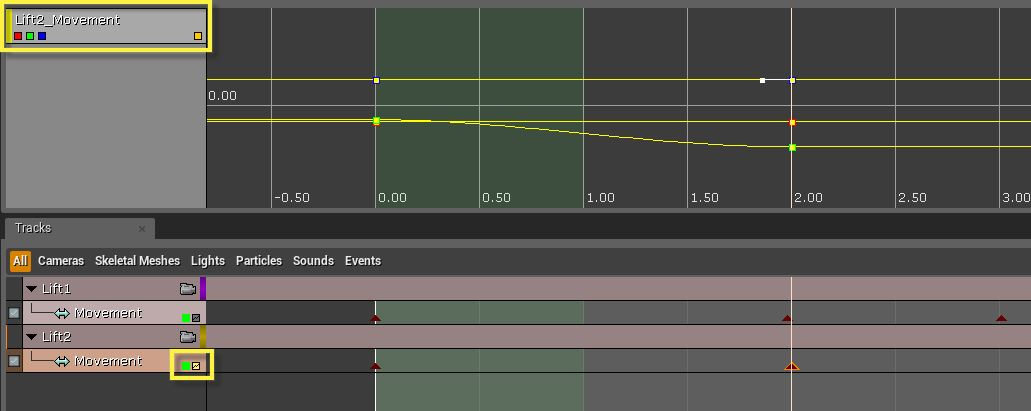 Lift2_Movement
0.00
-0.50 0.00 0.50 1.00 1.50 2.00 2.50 3.00
Tracks ×
All Cameras Skeletal Meshes Lights Particles Sounds Events
Lift1
Movement
Lift2
Movement